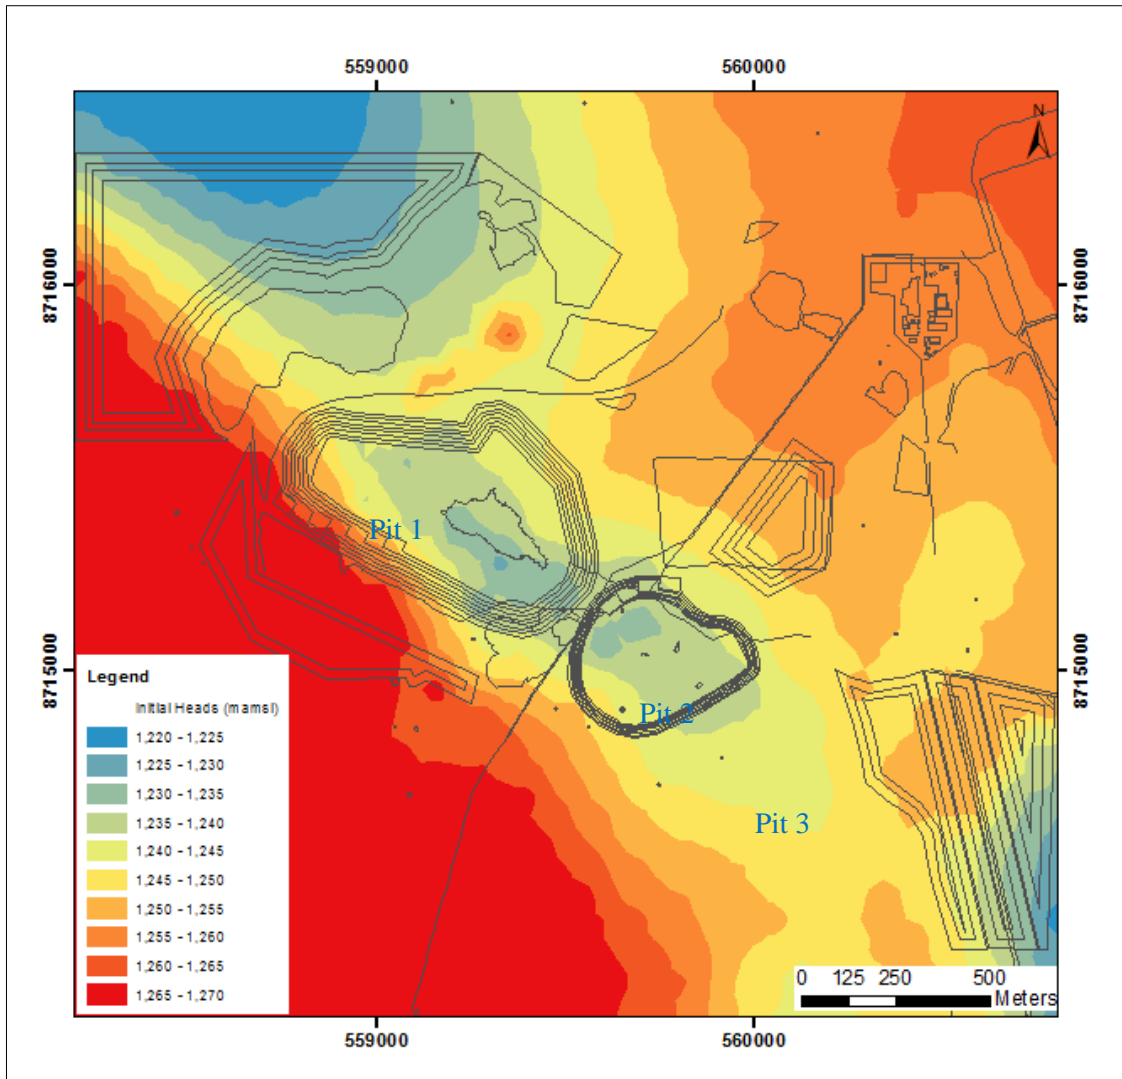 559000
560000
N
8716000
8716000
Pit 1
8715000
8715000
Pit 2
Pit 3
Legend
Initial Heads (mamsl)
1,220 - 1,225
1,225 - 1,230
1,230 - 1,235
1,235 - 1,240
1,240 - 1,245
1,245 - 1,250
1,250 - 1,255
1,255 - 1,260
1,260 - 1,265
1,265 - 1,270
0 125 250 500
Meters
559000
560000